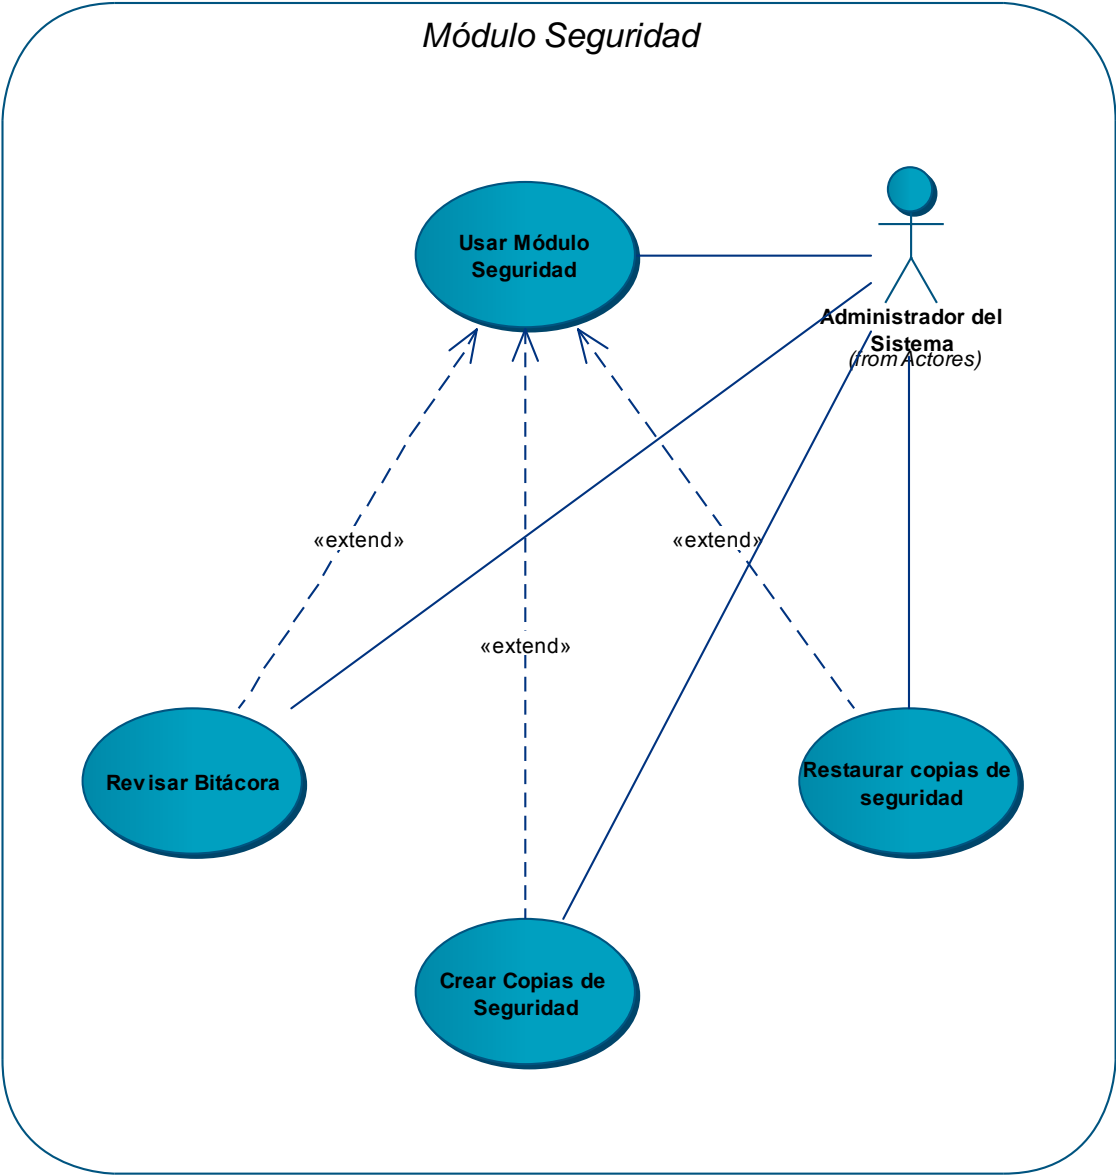 Módulo Seguridad
Usar Módulo
Seguridad
Administrador del
Sistema
(from Actores)
«extend»
«extend»
«extend»
Revisar Bitácora
Restaurar copias de
seguridad
Crear Copias de
Seguridad